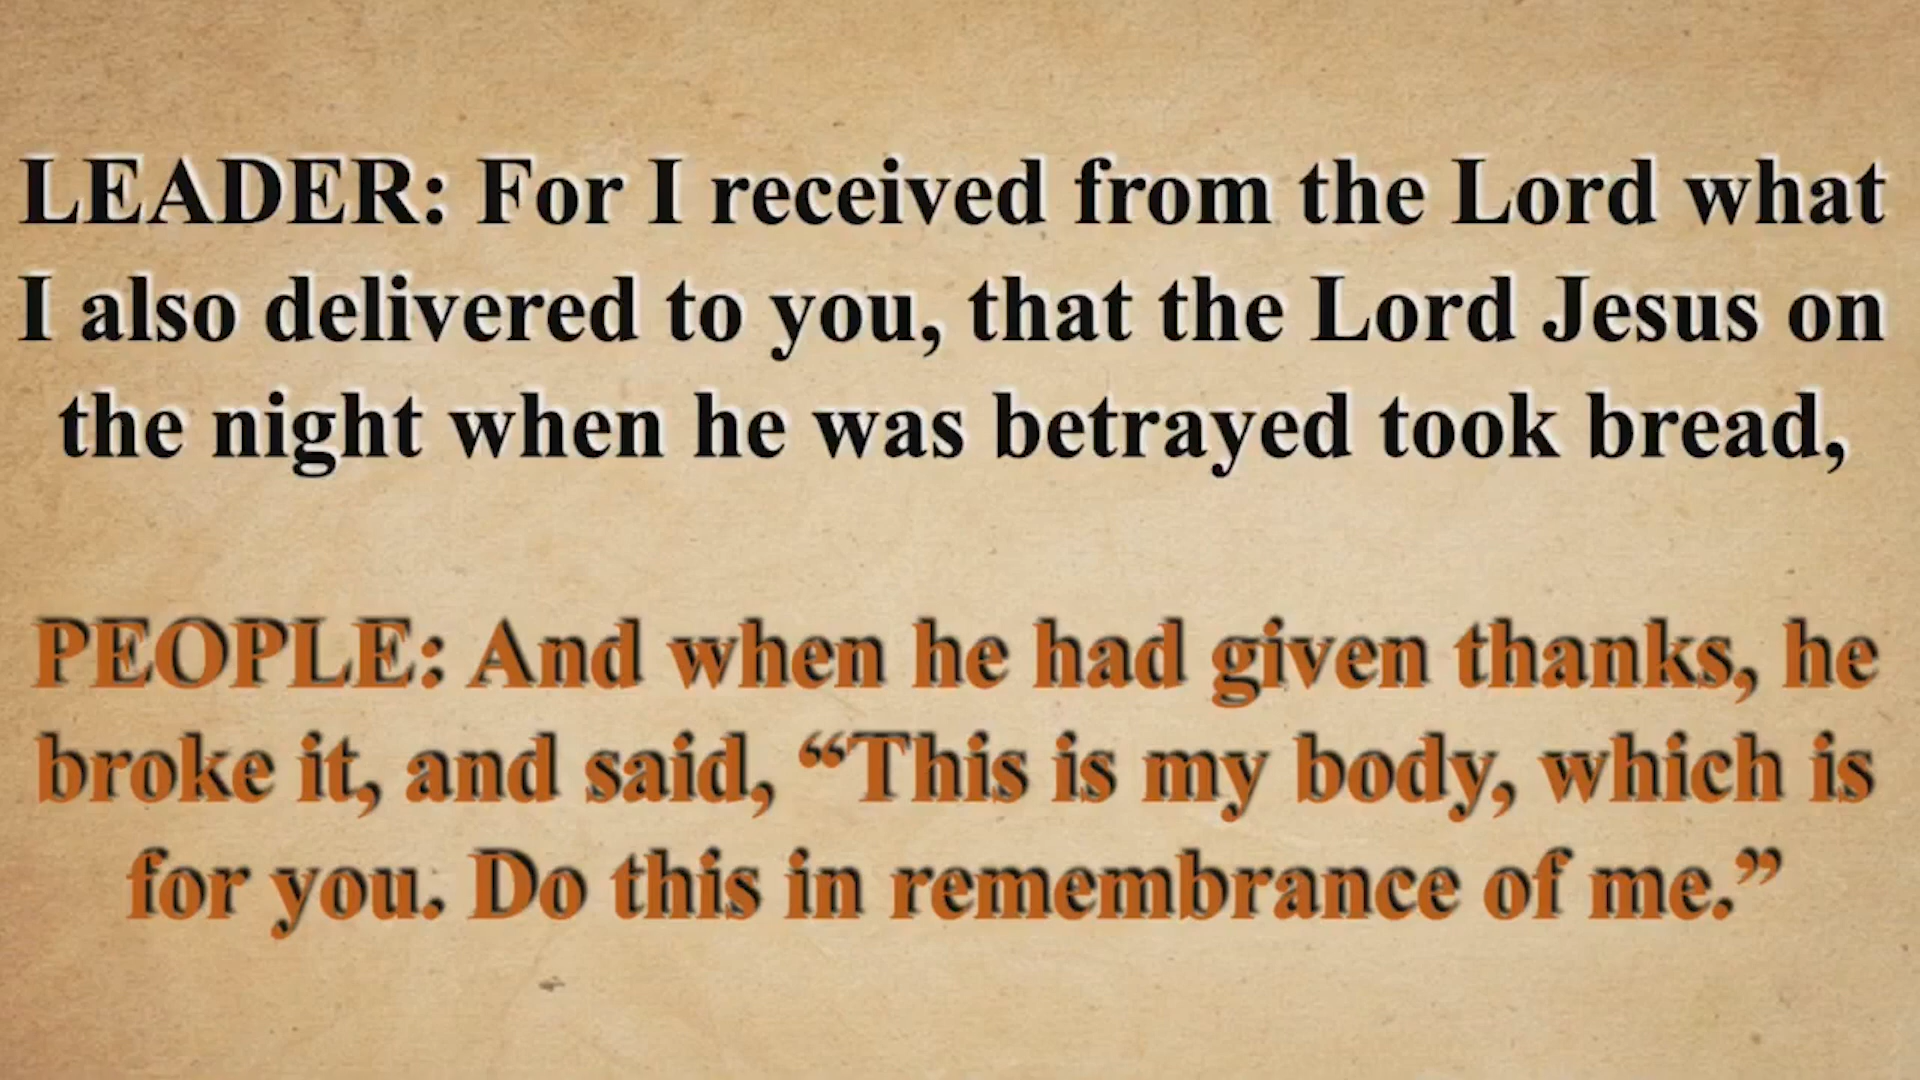 LEADER: For I received from the Lord what
I also delivered to you, that the Lord Jesus on
the night when he was betrayed took bread,
PEOPLE: And when he had given thanks, he
broke it, and said, “This is my body, which is
for you. Do this in remembrance of me.”